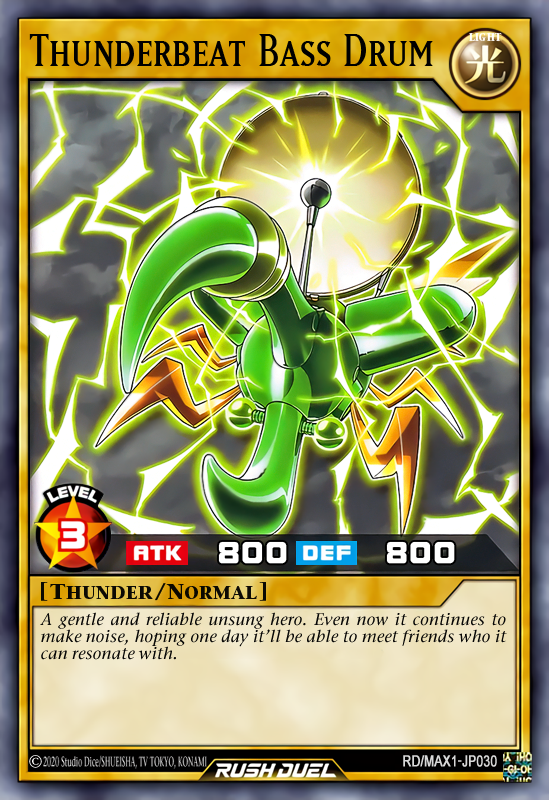 THUNDERBEAT BASS DRUM
LIGHT
光
LEVEL
3
ATK 800 DEF 800
[THUNDER/NORMAL]
A gentle and reliable unsung hero. Even now it continues to
make noise, hoping one day it'll be able to meet friends who it
can resonate with.
©2020 Studio Dice/SHUEISHA, TV TOKYO, KONAMI
RUSH DUEL
RD/MAX1-JP030